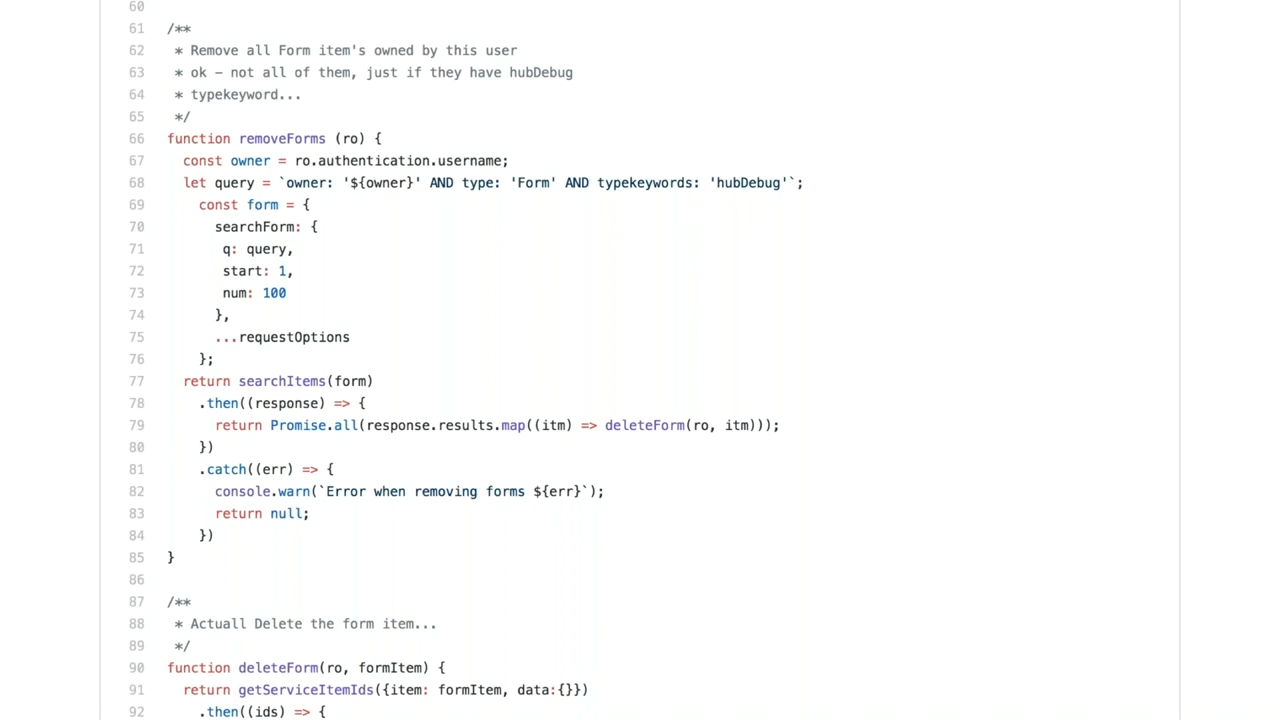 60
61 /**
62  * Remove all Form item's owned by this user
63  * ok - not all of them, just if they have hubDebug
64  * typekeyword...
65  */
66 function removeForms (ro) {
67   const owner = ro.authentication.username;
68   let query = `owner: '${owner}' AND type: 'Form' AND typekeywords: 'hubDebug'`;
69     const form = {
70       searchForm: {
71        q: query,
72        start: 1,
73        num: 100
74       },
75       ...requestOptions
76     };
77   return searchItems(form)
78     .then((response) => {
79       return Promise.all(response.results.map((itm) => deleteForm(ro, itm)));
80     })
81     .catch((err) => {
82       console.warn(`Error when removing forms ${err}`);
83       return null;
84     })
85 }
86
87 /**
88  * Actuall Delete the form item...
89  */
90 function deleteForm(ro, formItem) {
91   return getServiceItemIds({item: formItem, data:{}})
92     .then((ids) => {